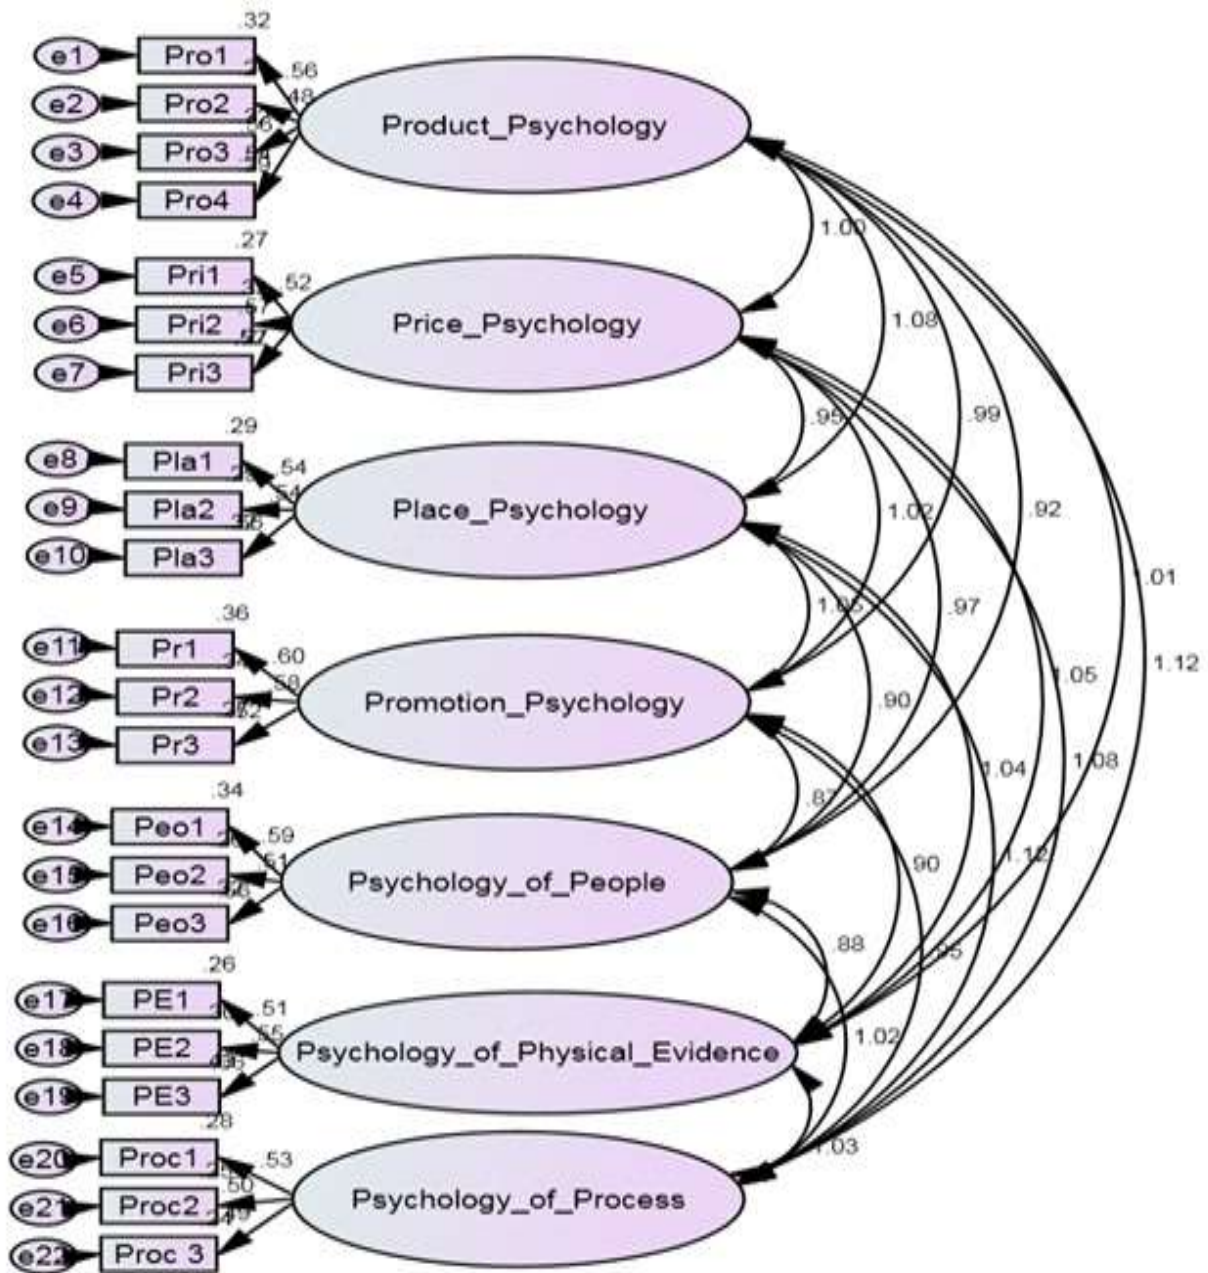 .32
e1 Pro1 .56
e2 Pro2 .48
e3 Pro3
e4 Pro4
Product_Psychology
.27
e5 Pri1 .52
e6 Pri2
e7 Pri3
Price_Psychology
.29
e8 Pla1 .54
e9 Pla2
e10 Pla3
Place_Psychology
.36
e11 Pr1 .60
e12 Pr2 .58
e13 Pr3
Promotion_Psychology
.34
e14 Peo1 .59
e15 Peo2 .51
e16 Peo3
Psychology_of_People
.26
e17 PE1 .51
e18 PE2 .55
e19 PE3
Psychology_of_Physical_Evidence
.28
e20 Proc1 .53
e21 Proc2 .50
e22 Proc 3
Psychology_of_Process
1.00
1.08
.95
.99
1.02
.92
1.05
.97
1.01
.90
1.05
1.12
.87
1.04
1.08
.90
1.12
.88
.95
1.02
1.03